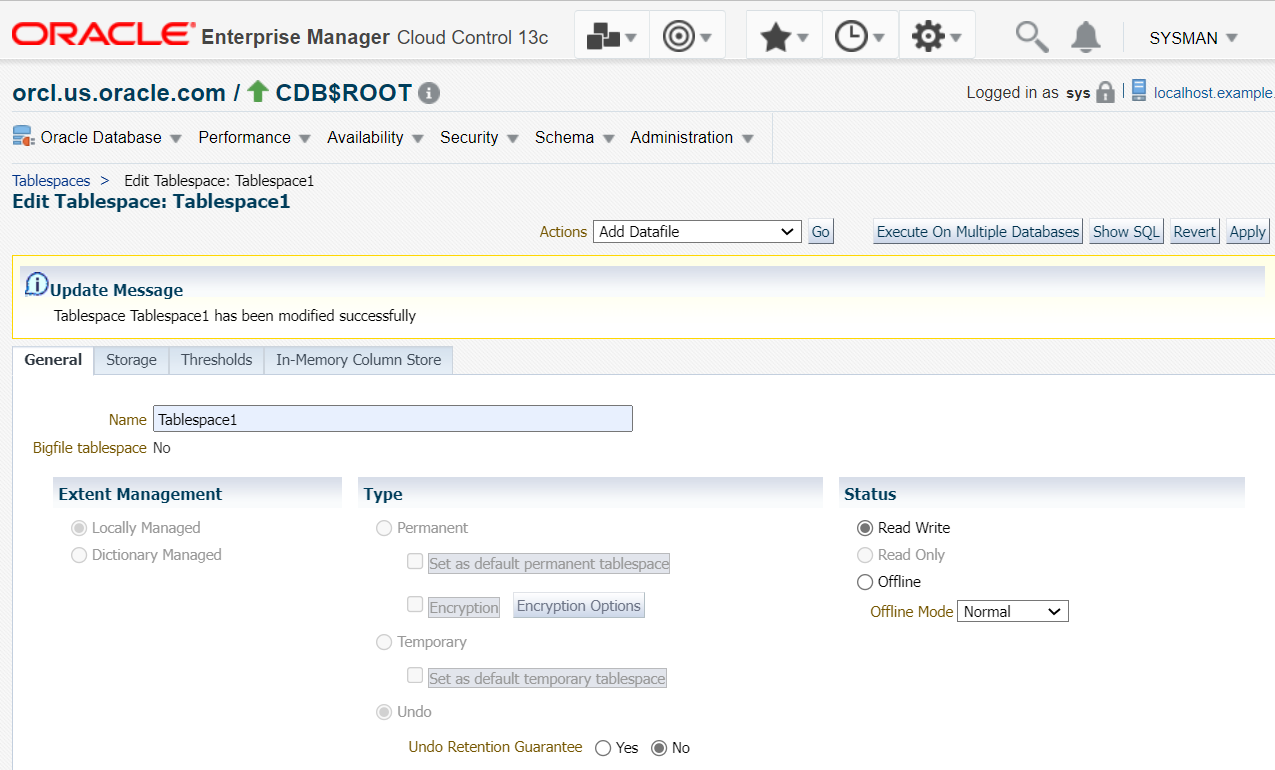 ORACLE Enterprise Manager Cloud Control 13c SYSMAN
orcl.us.oracle.com / CDB$ROOT Logged in as sys localhost.example.
Oracle Database Performance Availability Security Schema Administration
Tablespaces > Edit Tablespace: Tablespace1
Edit Tablespace: Tablespace1
Actions Add Datafile Go Execute On Multiple Databases Show SQL Revert Apply
Update Message
Tablespace Tablespace1 has been modified successfully
General Storage Thresholds In-Memory Column Store
Name Tablespace1
Bigfile tablespace No
Extent Management Type Status
Locally Managed Permanent Read Write
Dictionary Managed Set as default permanent tablespace Read Only
Offline
Encryption Encryption Options Offline Mode Normal
Temporary
Set as default temporary tablespace
Undo
Undo Retention Guarantee Yes No